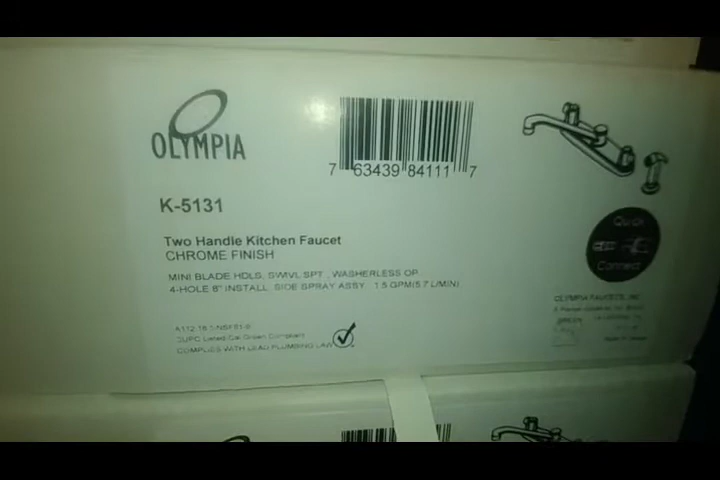 OLYMPIA
7 63439 84111 7
K-5131
Two Handle Kitchen Faucet
CHROME FINISH
MINI BLADE HDLS, SWIVL SPT, WASHERLESS OP.
4-HOLE 8" INSTALL, SIDE SPRAY ASSY 1.5 GPM(5.7 L/MIN)
Quick
Connect
OLYMPIA FAUCETS, INC.
COMPLIES WITH LEAD PLUMBING LAW